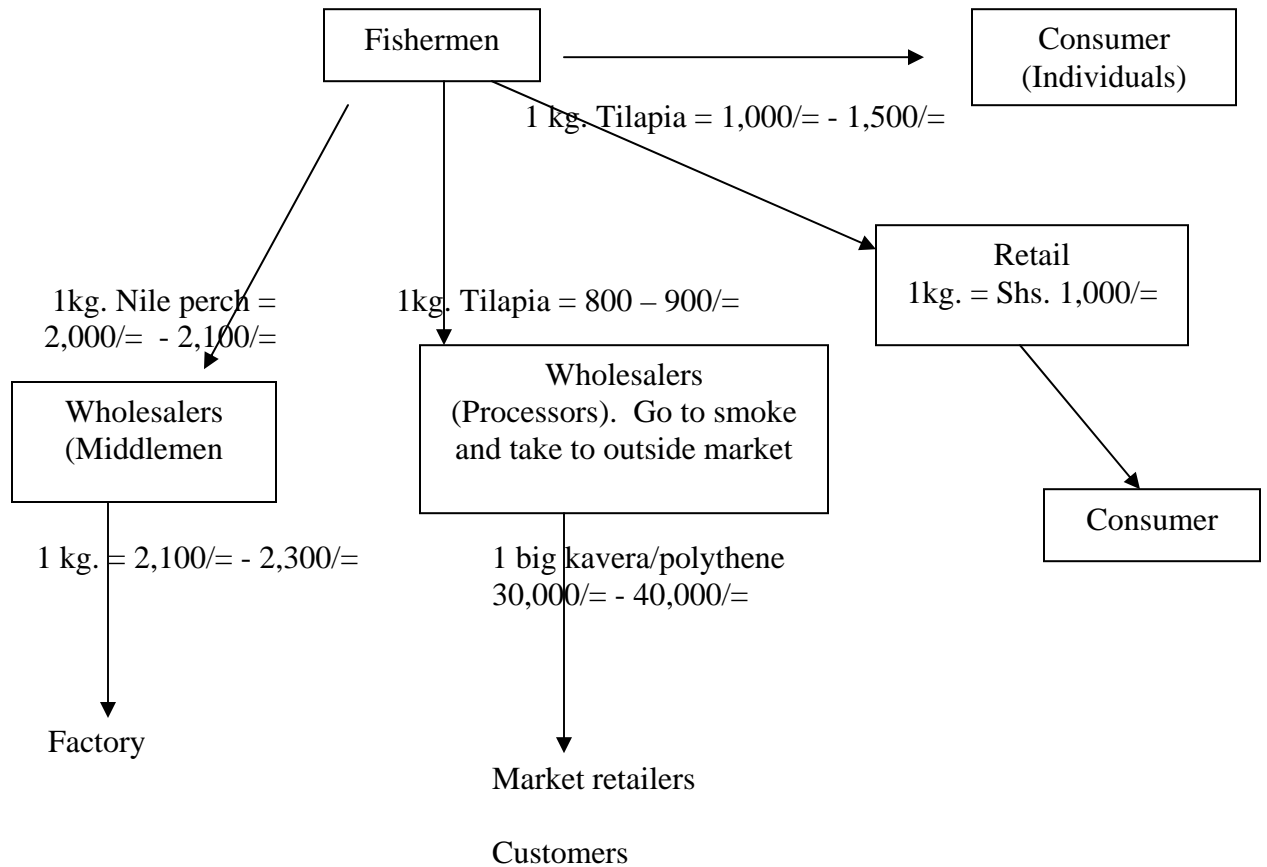 Fishermen
Consumer
(Individuals)
1 kg. Tilapia = 1,000/= - 1,500/=
Retail
1kg. = Shs. 1,000/=
1kg. Nile perch =
2,000/=  - 2,100/=
1kg. Tilapia = 800 – 900/=
Wholesalers
(Middlemen
Wholesalers
(Processors).  Go to smoke
and take to outside market
Consumer
1 kg. = 2,100/= - 2,300/=
1 big kavera/polythene
30,000/= - 40,000/=
Factory
Market retailers
Customers